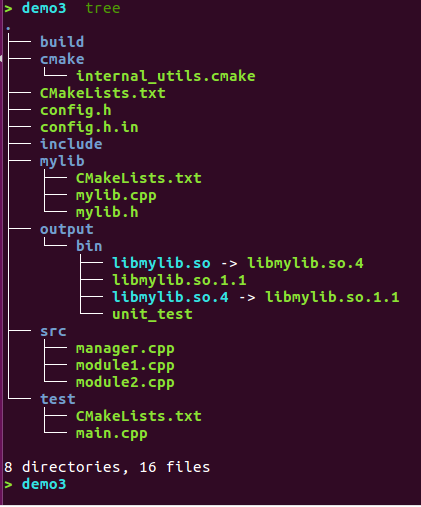 > demo3  tree
.
├── build
├── cmake
│   └── internal_utils.cmake
├── CMakeLists.txt
├── config.h
├── config.h.in
├── include
├── mylib
│   ├── CMakeLists.txt
│   ├── mylib.cpp
│   └── mylib.h
├── output
│   └── bin
│       ├── libmylib.so -> libmylib.so.4
│       ├── libmylib.so.1.1
│       ├── libmylib.so.4 -> libmylib.so.1.1
│       └── unit_test
├── src
│   ├── manager.cpp
│   ├── module1.cpp
│   └── module2.cpp
└── test
    ├── CMakeLists.txt
    └── main.cpp
8 directories, 16 files
> demo3